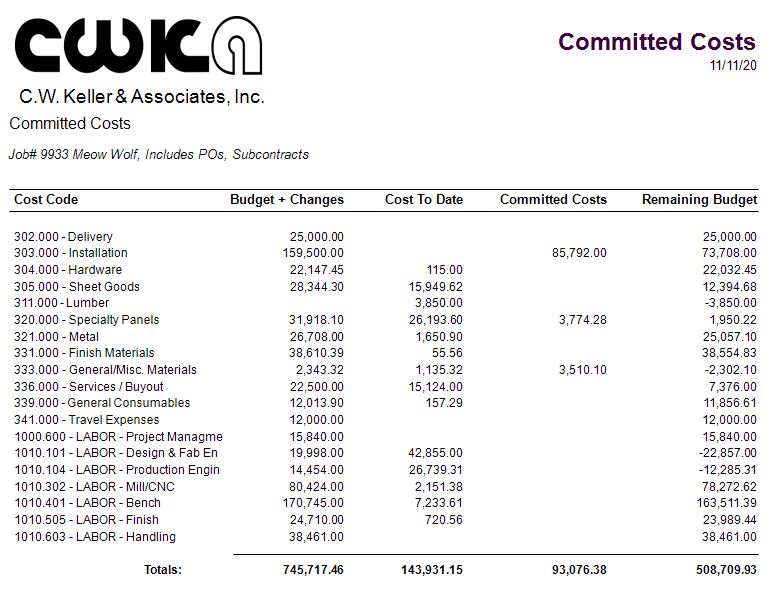 CWKA
Committed Costs
11/11/20
C.W. Keller & Associates, Inc.
Committed Costs
Job# 9933 Meow Wolf, Includes POs, Subcontracts
Cost Code Budget + Changes Cost To Date Committed Costs Remaining Budget
302.000 - Delivery 25,000.00 25,000.00
303.000 - Installation 159,500.00 85,792.00 73,708.00
304.000 - Hardware 22,147.45 115.00 22,032.45
305.000 - Sheet Goods 28,344.30 15,949.62 12,394.68
311.000 - Lumber 3,850.00 -3,850.00
320.000 - Specialty Panels 31,918.10 26,193.60 3,774.28 1,950.22
321.000 - Metal 26,708.00 1,650.90 25,057.10
331.000 - Finish Materials 38,610.39 55.56 38,554.83
333.000 - General/Misc. Materials 2,343.32 1,135.32 3,510.10 -2,302.10
336.000 - Services / Buyout 22,500.00 15,124.00 7,376.00
339.000 - General Consumables 12,013.90 157.29 11,856.61
341.000 - Travel Expenses 12,000.00 12,000.00
1000.600 - LABOR - Project Managme 15,840.00 15,840.00
1010.101 - LABOR - Design & Fab En 19,998.00 42,855.00 -22,857.00
1010.104 - LABOR - Production Engin 14,454.00 26,739.31 -12,285.31
1010.302 - LABOR - Mill/CNC 80,424.00 2,151.38 78,272.62
1010.401 - LABOR - Bench 170,745.00 7,233.61 163,511.39
1010.505 - LABOR - Finish 24,710.00 720.56 23,989.44
1010.603 - LABOR - Handling 38,461.00 38,461.00
Totals: 745,717.46 143,931.15 93,076.38 508,709.93